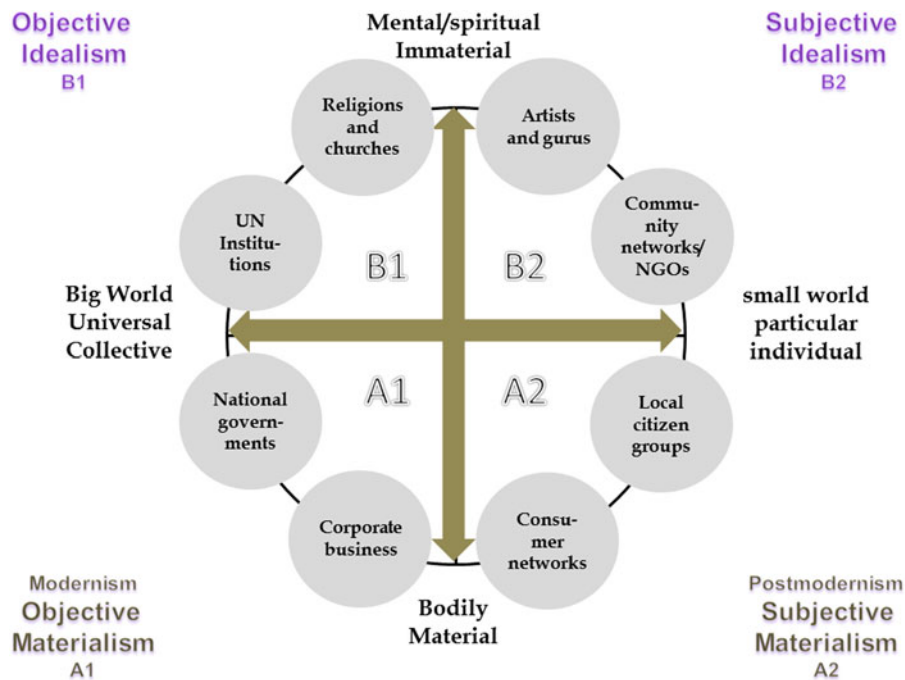 Objective
Idealism
B1
Mental/spiritual
Immaterial
Subjective
Idealism
B2
Religions
and
churches
Artists
and gurus
UN
Institu-
tions
Commu-
nity
networks/
NGOs
B1
B2
Big World
Universal
Collective
small world
particular
individual
A1
A2
National
govern-
ments
Local
citizen
groups
Corporate
business
Consu-
mer
networks
Modernism
Objective
Materialism
A1
Bodily
Material
Postmodernism
Subjective
Materialism
A2